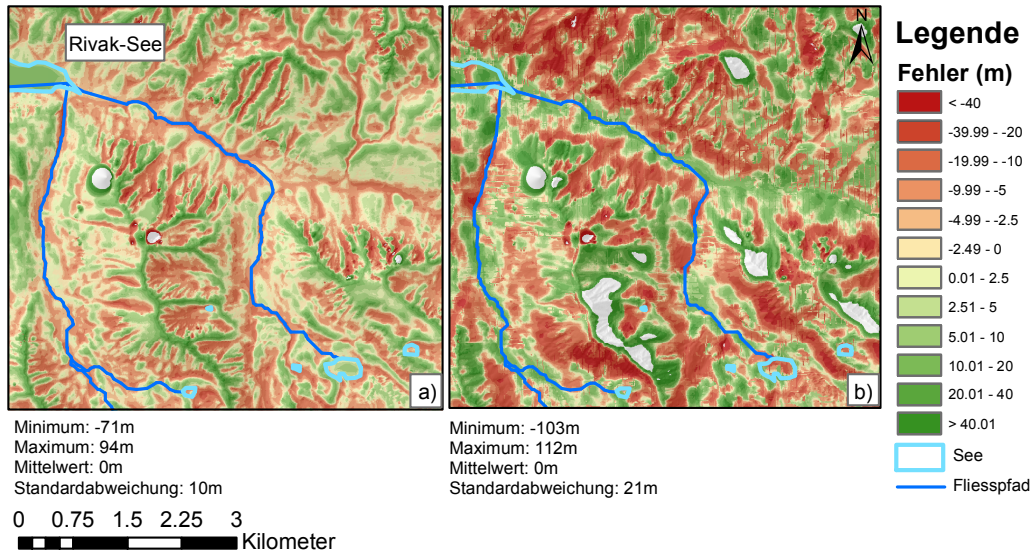 Rivak-See
a)
N
b)
Minimum: -71m
Maximum: 94m
Mittelwert: 0m
Standardabweichung: 10m
Minimum: -103m
Maximum: 112m
Mittelwert: 0m
Standardabweichung: 21m
0 0.75 1.5 2.25 3
Kilometer
Legende
Fehler (m)
< -40
-39.99 - -20
-19.99 - -10
-9.99 - -5
-4.99 - -2.5
-2.49 - 0
0.01 - 2.5
2.51 - 5
5.01 - 10
10.01 - 20
20.01 - 40
> 40.01
See
Fliesspfad